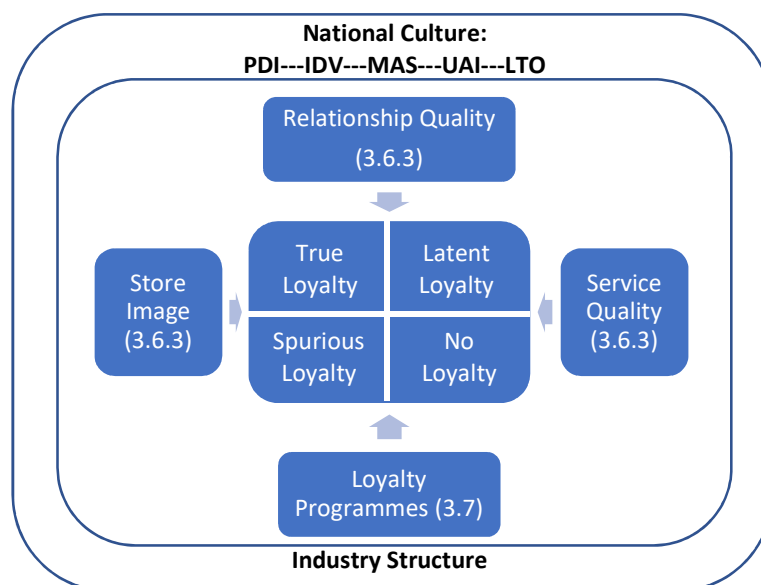 National Culture:
PDI---IDV---MAS---UAI---LTO
Relationship Quality
(3.6.3)
True
Loyalty
Latent
Loyalty
Store
Image
(3.6.3)
Service
Quality
(3.6.3)
Spurious
Loyalty
No
Loyalty
Loyalty
Programmes (3.7)
Industry Structure